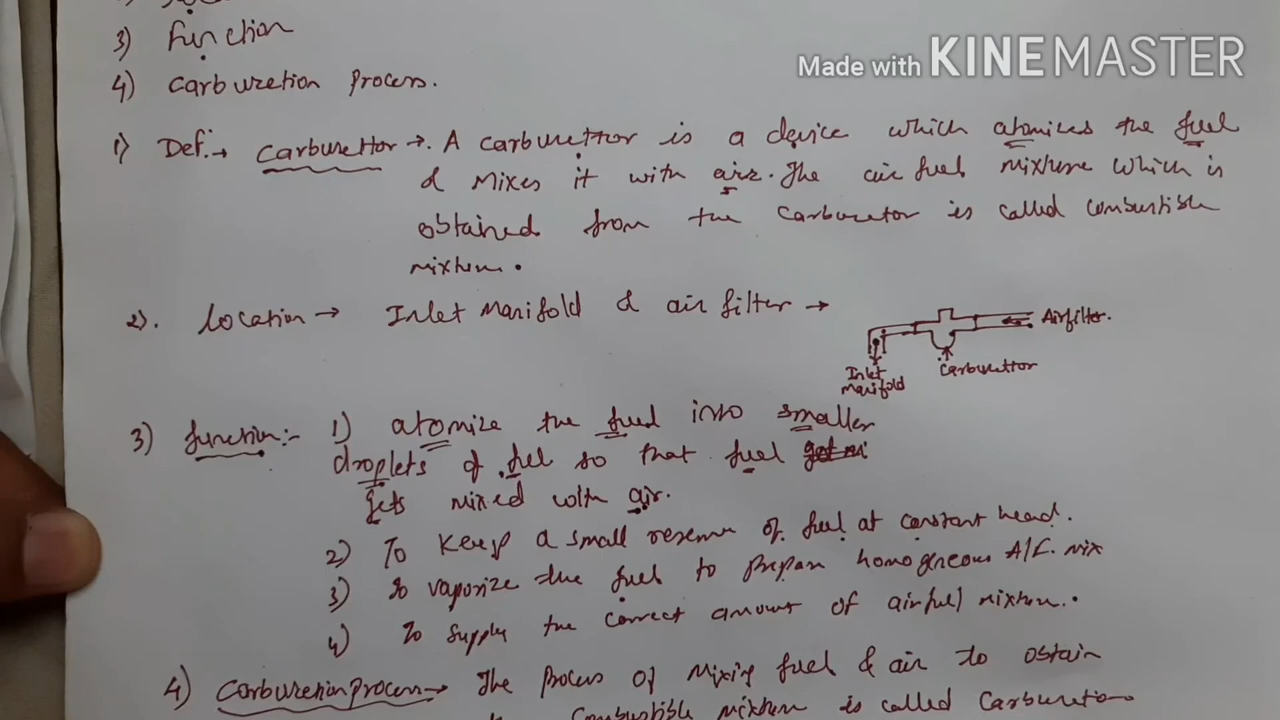 3) Function
Made with KINEMASTER
4) Carburetion Process.
1) Def:→ Carburettor →. A carburettor is a device which atomizes the fuel
& mixes it with air. The air fuel mixture which is
obtained from the carburetor is called combustible
mixture.
2). Location → Inlet Manifold & air filter →
Airfilter.
Inlet Manifold
Carburettor
3) function:- 1) atomize the fuel into smaller
droplets of fuel so that fuel
gets mixed with air.
2) To keep a small reserve of fuel at constant head.
3) To vaporize the fuel to prepare homogeneous A/F. mix
4) To supply the correct amount of airfuel mixture.
4) Carburetion process → The process of mixing fuel & air to obtain
combustible mixture is called Carburetion